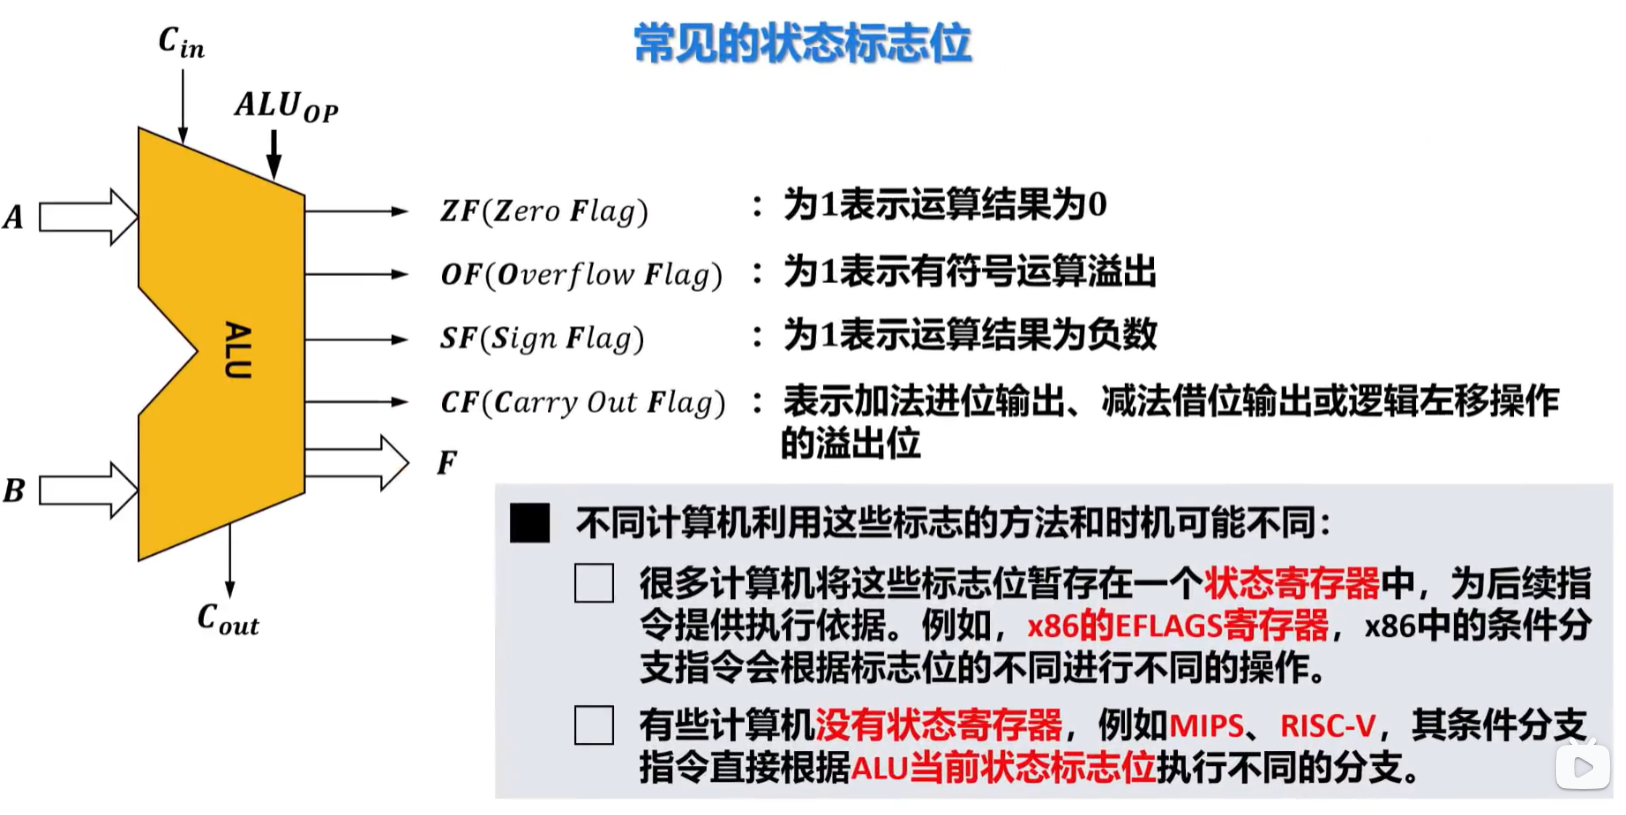 常见的状态标志位
C_in
ALU_OP
A
ZF(Zero Flag) ：为1表示运算结果为0
OF(Overflow Flag) ：为1表示有符号运算溢出
SF(Sign Flag) ：为1表示运算结果为负数
ALU
CF(Carry Out Flag) ：表示加法进位输出、减法借位输出或逻辑左移操作
的溢出位
F
B
C_out
不同计算机利用这些标志的方法和时机可能不同：
很多计算机将这些标志位暂存在一个状态寄存器中，为后续指
令提供执行依据。例如，x86的EFLAGS寄存器，x86中的条件分
支指令会根据标志位的不同进行不同的操作。
有些计算机没有状态寄存器，例如MIPS、RISC-V，其条件分支
指令直接根据ALU当前状态标志位执行不同的分支。